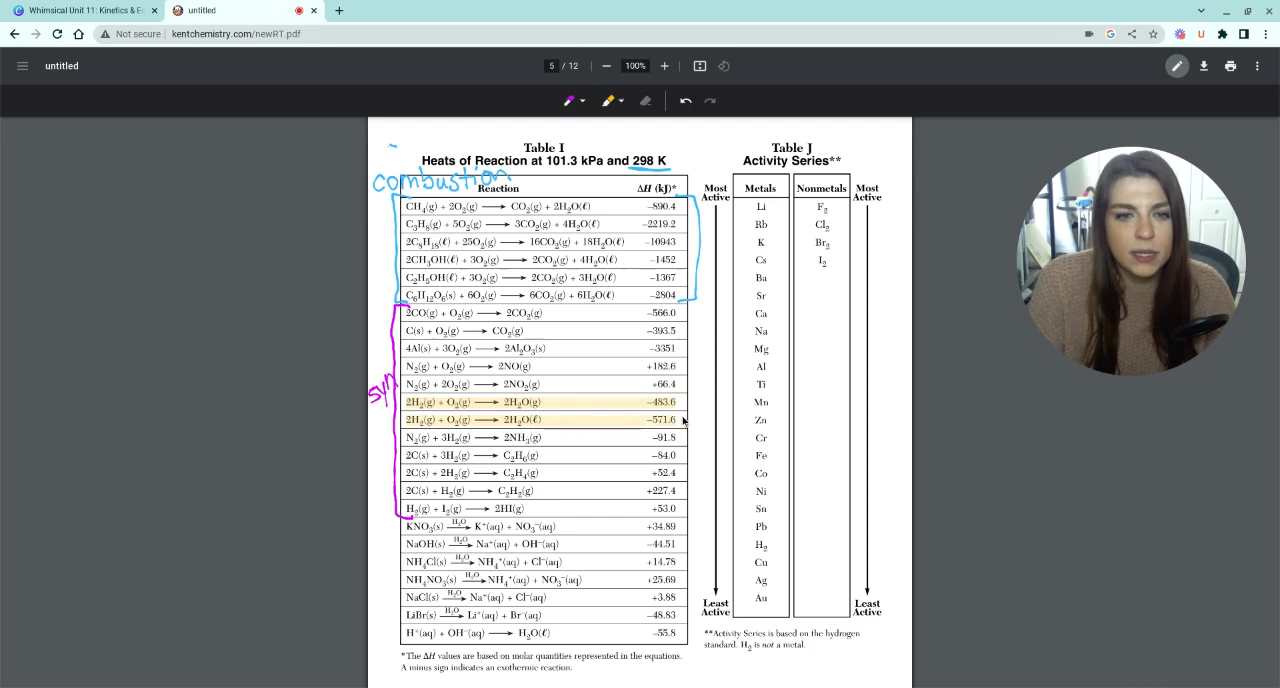 Whimsical Unit 11: Kinetics & E
untitled
Not secure
kentchemistry.com/newRT.pdf
untitled
5 / 12
100%
Table I
Heats of Reaction at 101.3 kPa and 298 K
combustion
Reaction ΔH (kJ)*
CH₄(g) + 2O₂(g) ⟶ CO₂(g) + 2H₂O(ℓ) −890.4
C₃H₈(g) + 5O₂(g) ⟶ 3CO₂(g) + 4H₂O(ℓ) −2219.2
2C₈H₁₈(ℓ) + 25O₂(g) ⟶ 16CO₂(g) + 18H₂O(ℓ) −10943
2CH₃OH(ℓ) + 3O₂(g) ⟶ 2CO₂(g) + 4H₂O(ℓ) −1452
C₂H₅OH(ℓ) + 3O₂(g) ⟶ 2CO₂(g) + 3H₂O(ℓ) −1367
C₆H₁₂O₆(s) + 6O₂(g) ⟶ 6CO₂(g) + 6H₂O(ℓ) −2804
syn
2CO(g) + O₂(g) ⟶ 2CO₂(g) −566.0
C(s) + O₂(g) ⟶ CO₂(g) −393.5
4Al(s) + 3O₂(g) ⟶ 2Al₂O₃(s) −3351
N₂(g) + O₂(g) ⟶ 2NO(g) +182.6
N₂(g) + 2O₂(g) ⟶ 2NO₂(g) +66.4
2H₂(g) + O₂(g) ⟶ 2H₂O(g) −483.6
2H₂(g) + O₂(g) ⟶ 2H₂O(ℓ) −571.6
N₂(g) + 3H₂(g) ⟶ 2NH₃(g) −91.8
2C(s) + 3H₂(g) ⟶ C₂H₆(g) −84.0
2C(s) + 2H₂(g) ⟶ C₂H₄(g) +52.4
2C(s) + H₂(g) ⟶ C₂H₂(g) +227.4
H₂(g) + I₂(g) ⟶ 2HI(g) +53.0
KNO₃(s) H₂O⟶ K⁺(aq) + NO₃⁻(aq) +34.89
NaOH(s) H₂O⟶ Na⁺(aq) + OH⁻(aq) −44.51
NH₄Cl(s) H₂O⟶ NH₄⁺(aq) + Cl⁻(aq) +14.78
NH₄NO₃(s) H₂O⟶ NH₄⁺(aq) + NO₃⁻(aq) +25.69
NaCl(s) H₂O⟶ Na⁺(aq) + Cl⁻(aq) +3.88
LiBr(s) H₂O⟶ Li⁺(aq) + Br⁻(aq) −48.83
H⁺(aq) + OH⁻(aq) ⟶ H₂O(ℓ) −55.8
*The ΔH values are based on molar quantities represented in the equations.
A minus sign indicates an exothermic reaction.
Table J
Activity Series**
Most
Active
Metals Nonmetals
Most
Active
Li F₂
Rb Cl₂
K Br₂
Cs I₂
Ba
Sr
Ca
Na
Mg
Al
Ti
Mn
Zn
Cr
Fe
Co
Ni
Sn
Pb
H₂
Cu
Ag
Au
Least
Active
Least
Active
**Activity Series is based on the hydrogen
standard. H₂ is not a metal.